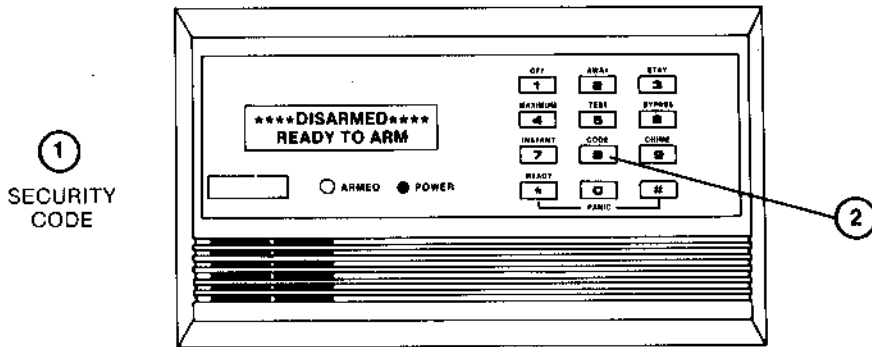 1
SECURITY
CODE
****DISARMED****
READY TO ARM
ARMED
POWER
OFF
AWAY
STAY
1
2
3
MAXIMUM
TEST
BYPASS
4
5
6
INSTANT
CODE
CHIME
7
8
9
READY
*
0
#
PANIC
2